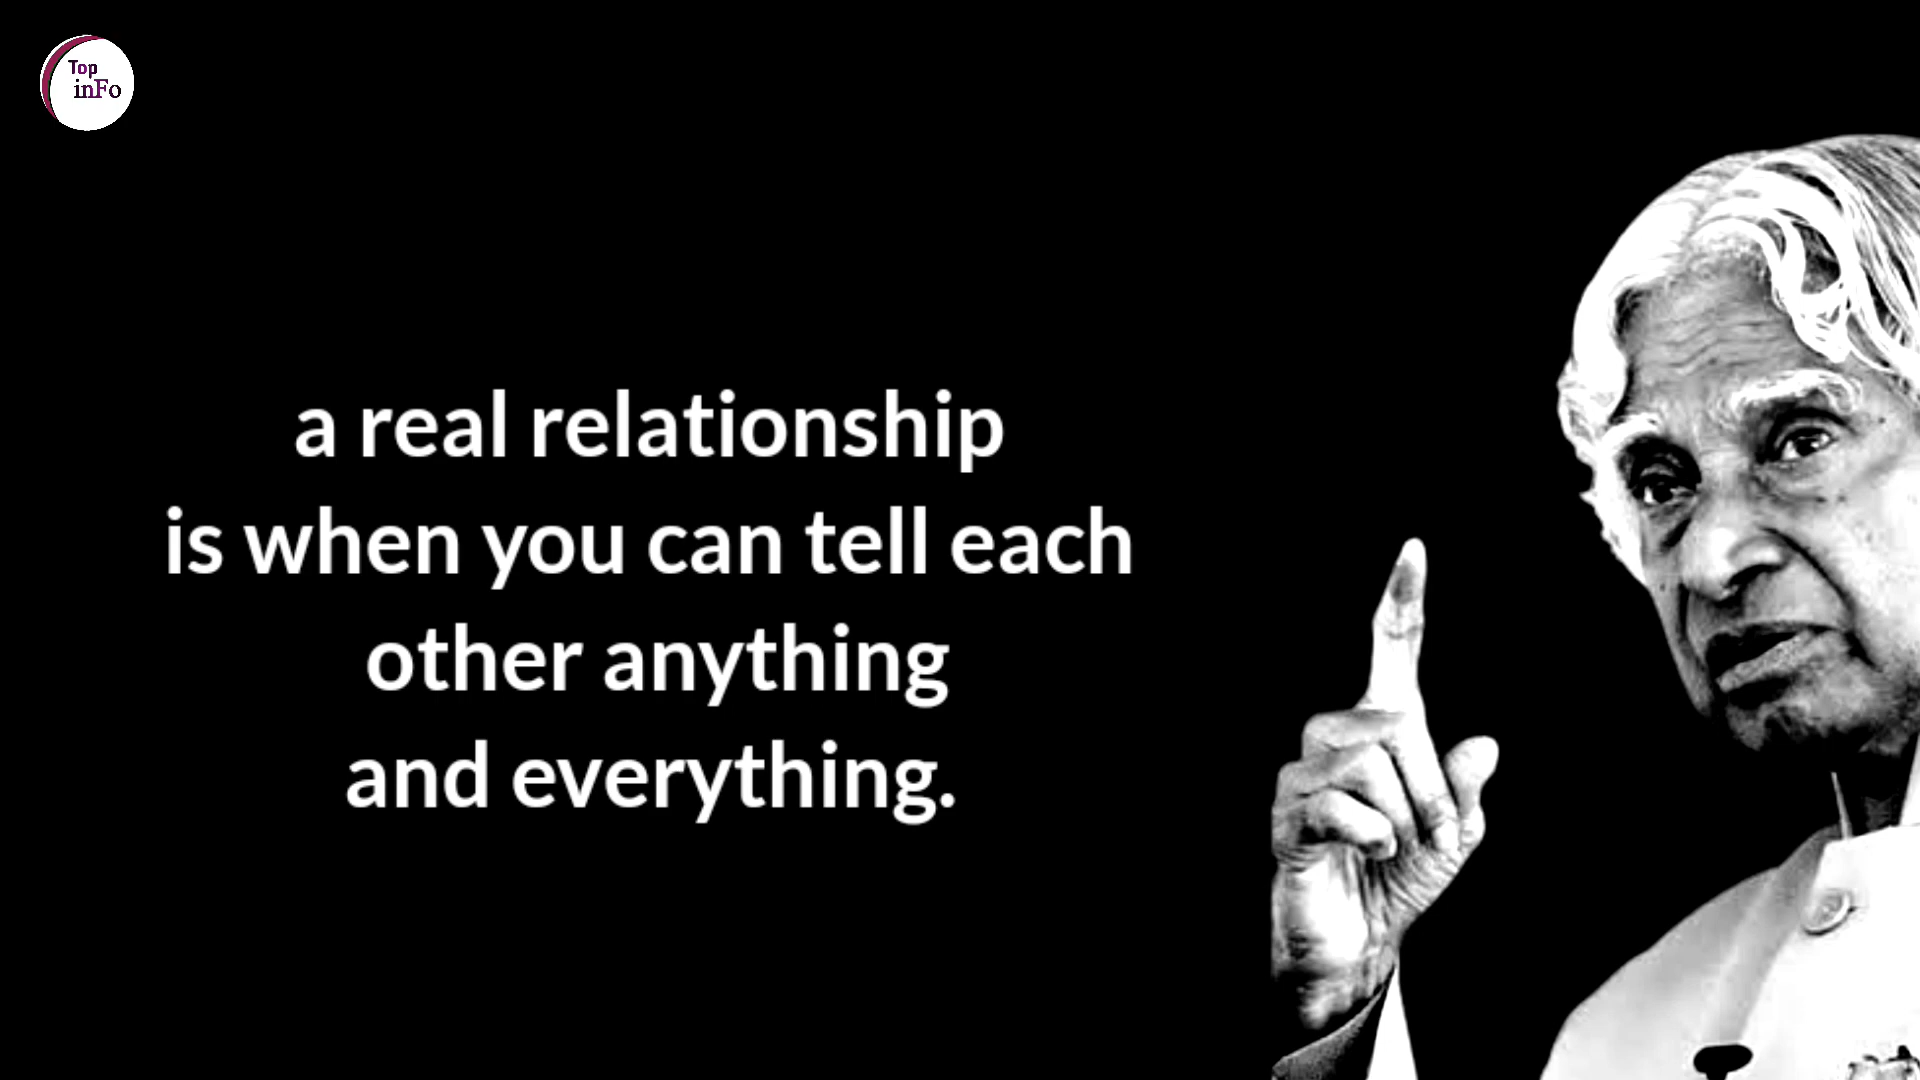 Top
inFo
a real relationship
is when you can tell each
other anything
and everything.